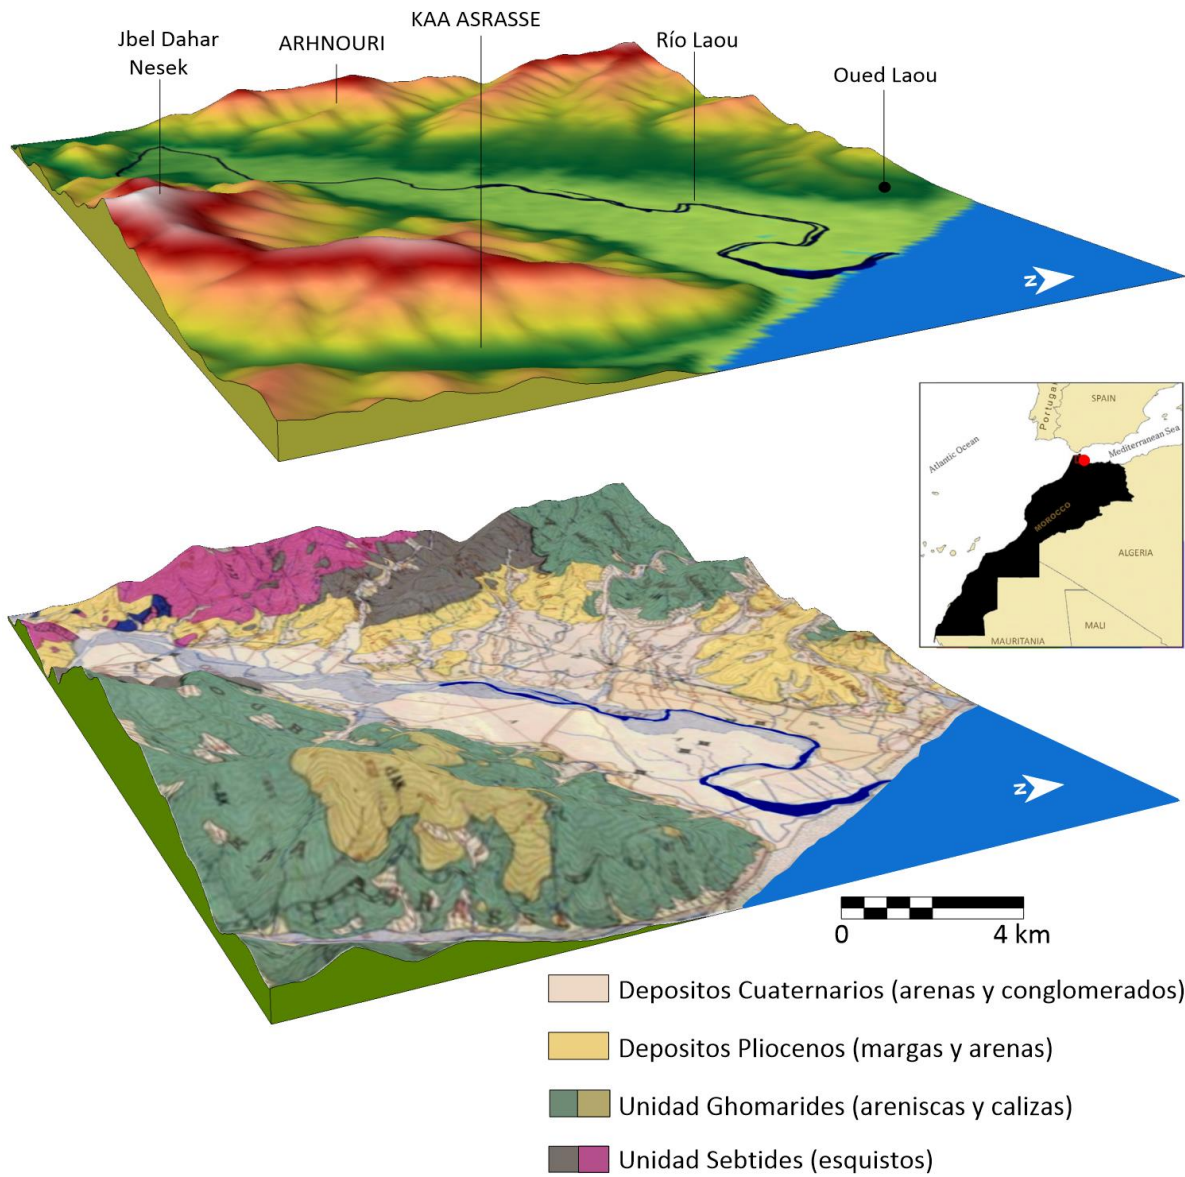 KAA ASRASSE
Jbel Dahar
Nesek
ARHNOURI
Río Laou
Oued Laou
N
Portugal
SPAIN
Atlantic Ocean
Mediterranean Sea
MOROCCO
ALGERIA
MALI
MAURITANIA
N
0 4 km
Depositos Cuaternarios (arenas y conglomerados)
Depositos Pliocenos (margas y arenas)
Unidad Ghomarides (areniscas y calizas)
Unidad Sebtides (esquistos)